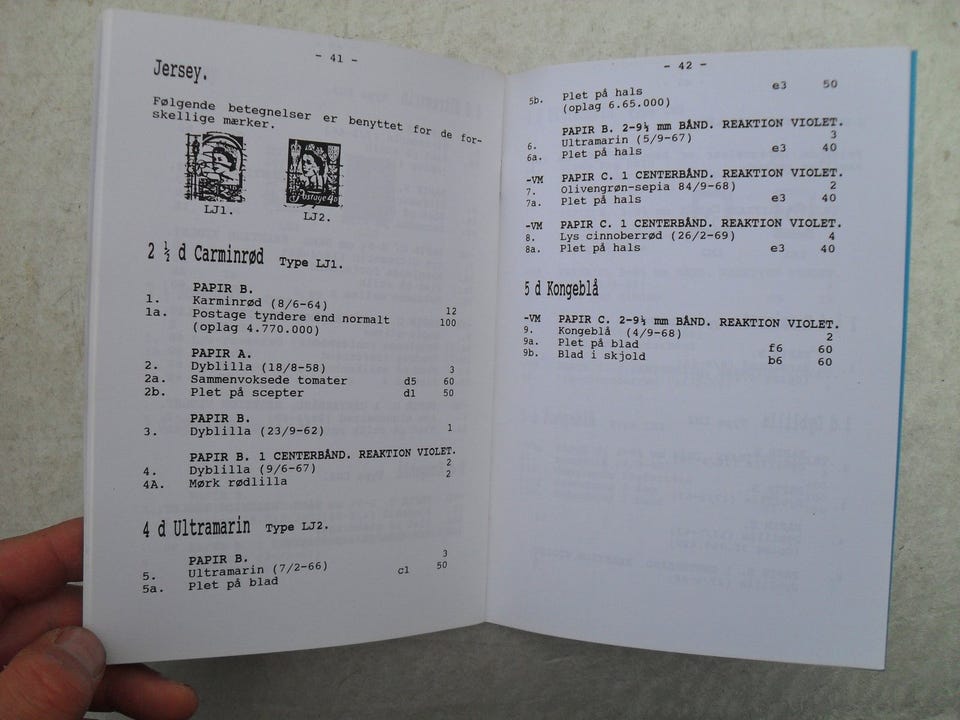 - 41 -
Jersey.
Følgende betegnelser er benyttet for de for-
skellige mærker.
Postage 4D
LJ1. LJ2.
2 ½ d Carminrød Type LJ1.
PAPIR B.
1. Karminrød (8/6-64) 12
1a. Postage tyndere end normalt 100
(oplag 4.770.000)
PAPIR A.
2. Dyblilla (18/8-58) 3
2a. Sammenvoksede tomater d5 60
2b. Plet på scepter d1 50
PAPIR B.
3. Dyblilla (23/9-62) 1
PAPIR B. 1 CENTERBÅND. REAKTION VIOLET.
4. Dyblilla (9/6-67) 2
4A. Mørk rødlilla 2
4 d Ultramarin Type LJ2.
PAPIR B.
5. Ultramarin (7/2-66) 3
5a. Plet på blad c1 50
- 42 -
5b. Plet på hals e3 50
(oplag 6.65.000)
PAPIR B. 2-9½ mm BÅND. REAKTION VIOLET.
6. Ultramarin (5/9-67) 3
6a. Plet på hals e3 40
-VM PAPIR C. 1 CENTERBÅND. REAKTION VIOLET.
7. Olivengrøn-sepia 84/9-68) 2
7a. Plet på hals e3 40
-VM PAPIR C. 1 CENTERBÅND. REAKTION VIOLET.
8. Lys cinnoberrød (26/2-69) 4
8a. Plet på hals e3 40
5 d Kongeblå
-VM PAPIR C. 2-9½ mm BÅND. REAKTION VIOLET.
9. Kongeblå (4/9-68) 2
9a. Plet på blad f6 60
9b. Blad i skjold b6 60